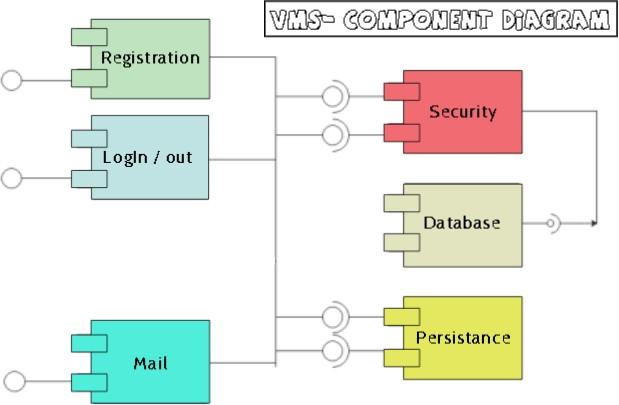 VMS- COMPONENT DiAGRAM
Registration
Security
LogIn / out
Database
Persistance
Mail